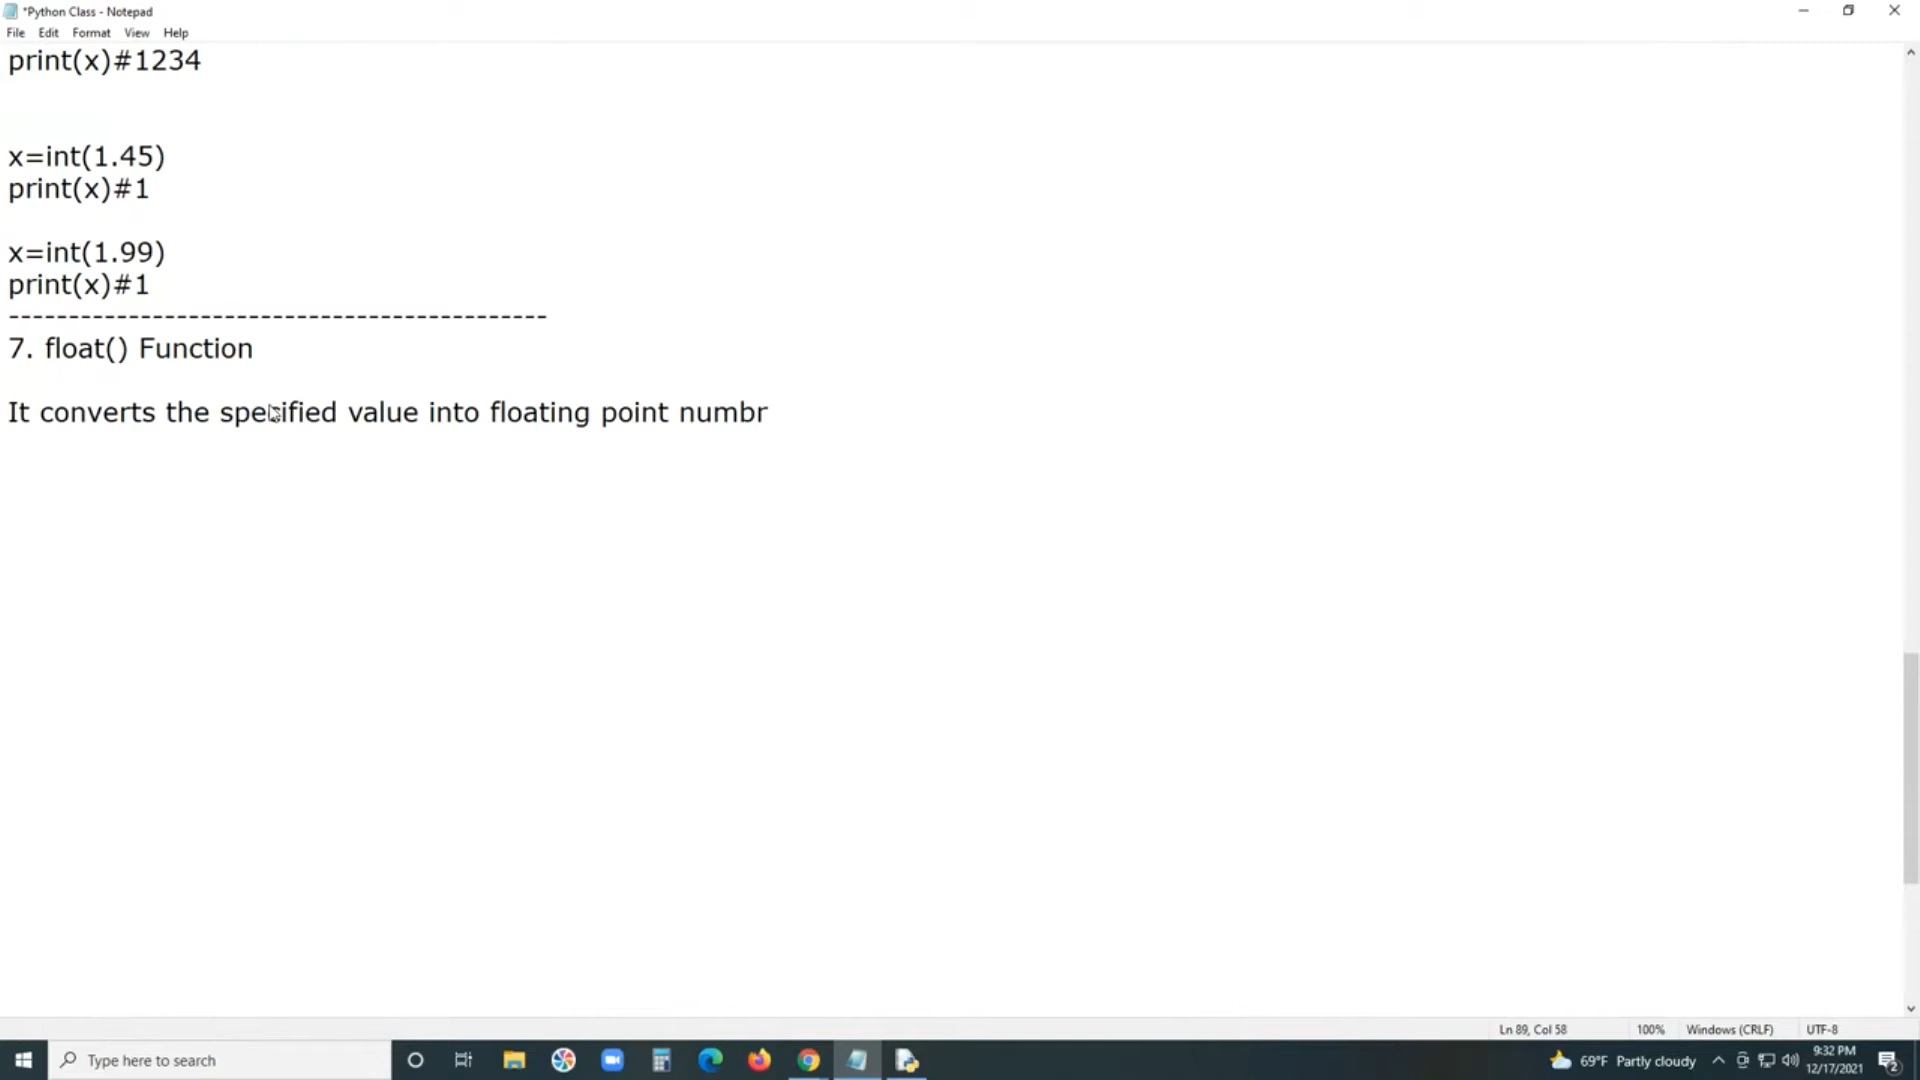 *Python Class - Notepad
File Edit Format View Help
print(x)#1234
x=int(1.45)
print(x)#1
x=int(1.99)
print(x)#1
---------------------------------------------
7. float() Function
It converts the specified value into floating point numbr
Ln 89, Col 58 100% Windows (CRLF) UTF-8
Type here to search
69°F Partly cloudy
9:32 PM
12/17/2021
2